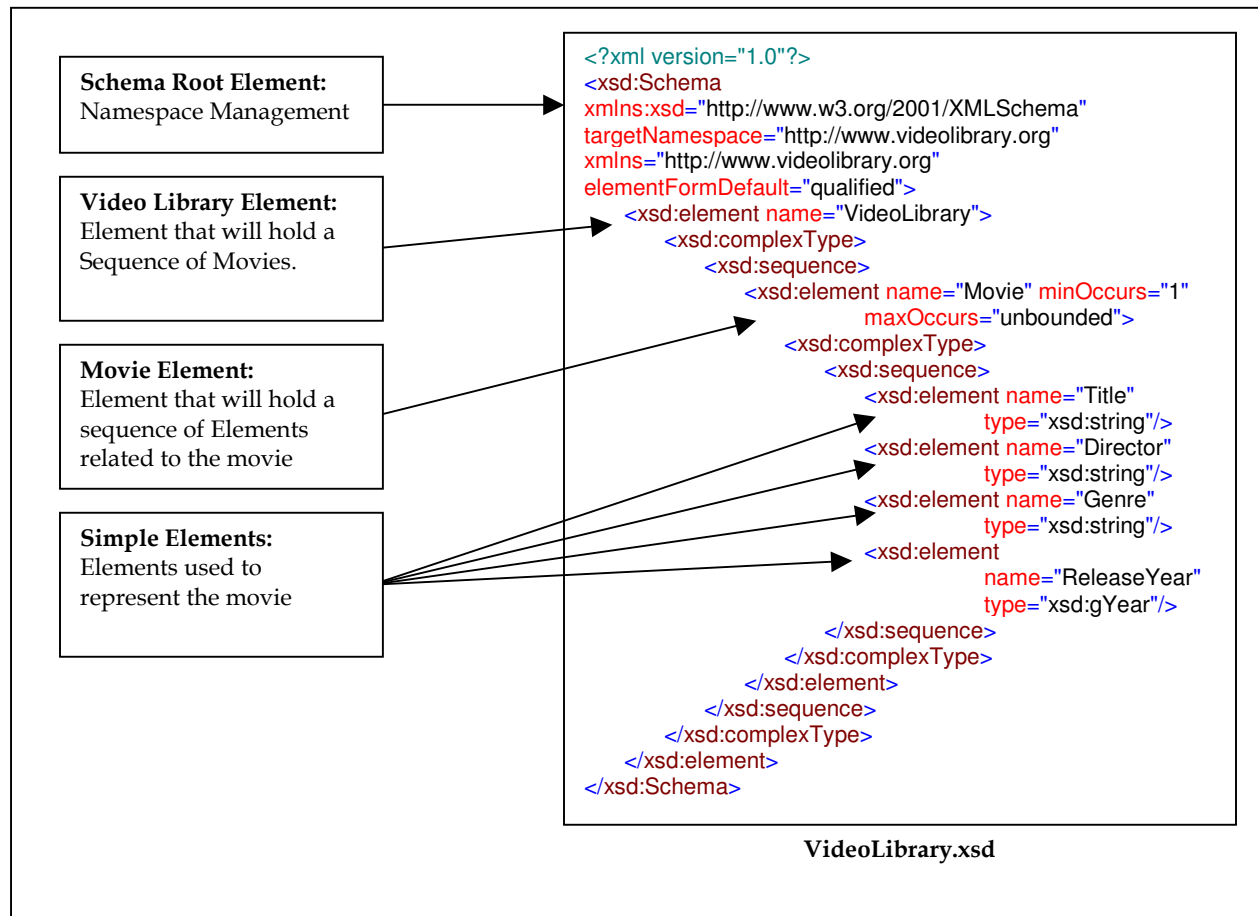 Schema Root Element:
Namespace Management
Video Library Element:
Element that will hold a
Sequence of Movies.
Movie Element:
Element that will hold a
sequence of Elements
related to the movie
Simple Elements:
Elements used to
represent the movie
<?xml version="1.0"?>
<xsd:Schema
xmlns:xsd="http://www.w3.org/2001/XMLSchema"
targetNamespace="http://www.videolibrary.org"
xmlns="http://www.videolibrary.org"
elementFormDefault="qualified">
<xsd:element name="VideoLibrary">
<xsd:complexType>
<xsd:sequence>
<xsd:element name="Movie" minOccurs="1"
maxOccurs="unbounded">
<xsd:complexType>
<xsd:sequence>
<xsd:element name="Title"
type="xsd:string"/>
<xsd:element name="Director"
type="xsd:string"/>
<xsd:element name="Genre"
type="xsd:string"/>
<xsd:element
name="ReleaseYear"
type="xsd:gYear"/>
</xsd:sequence>
</xsd:complexType>
</xsd:element>
</xsd:sequence>
</xsd:complexType>
</xsd:element>
</xsd:Schema>
VideoLibrary.xsd